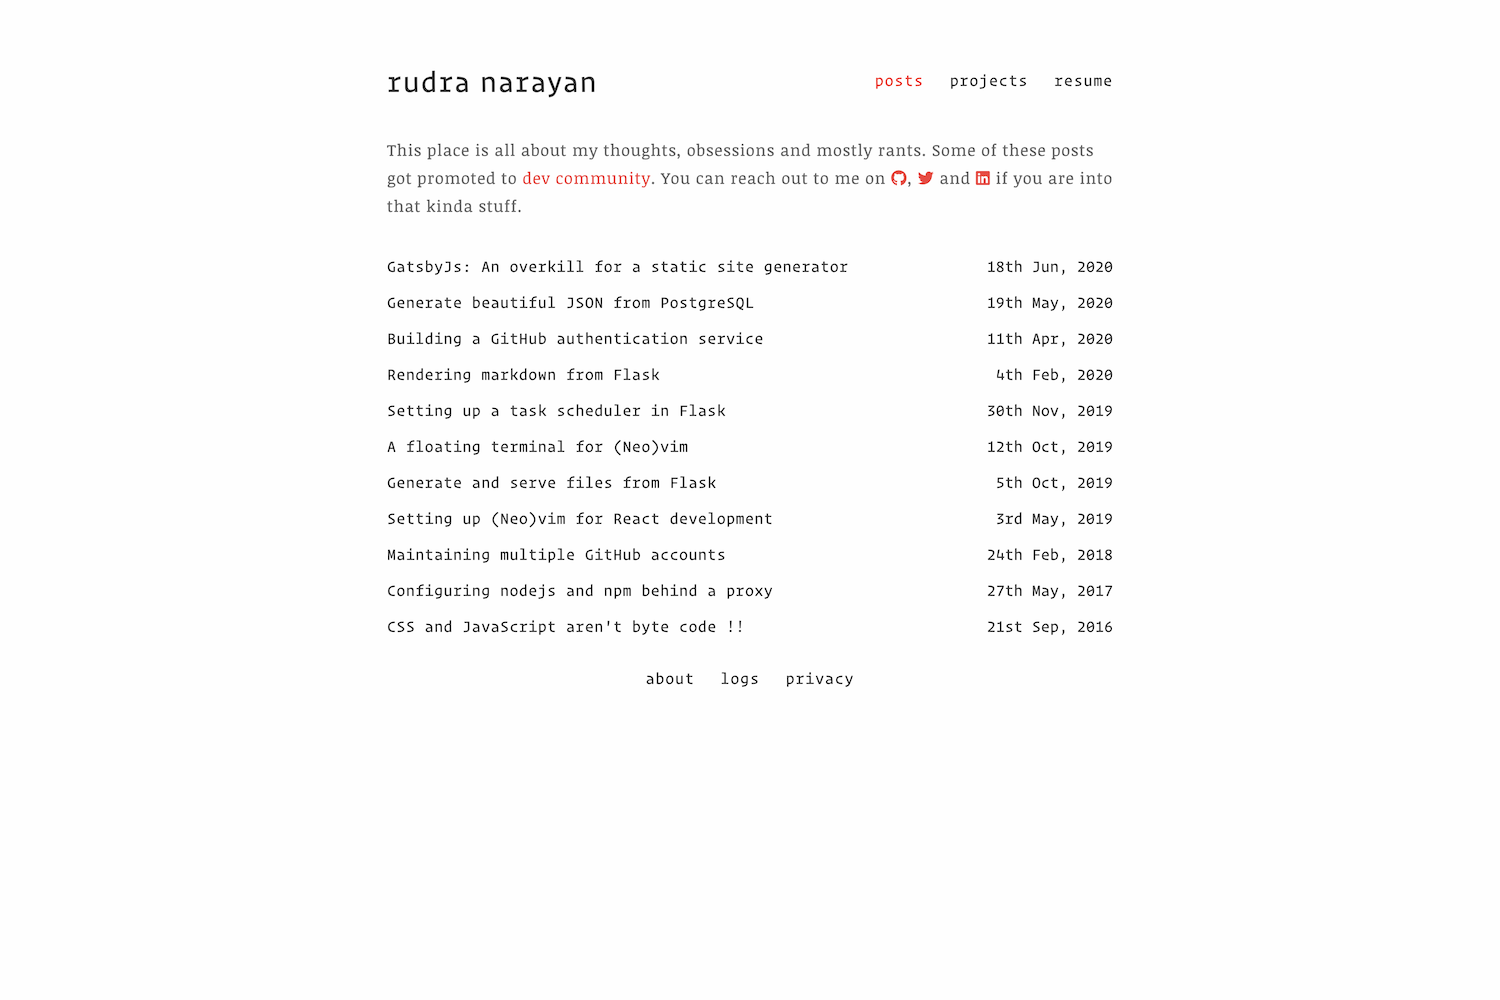 rudra narayan posts projects resume
This place is all about my thoughts, obsessions and mostly rants. Some of these posts
got promoted to dev community. You can reach out to me on , and in if you are into
that kinda stuff.
GatsbyJs: An overkill for a static site generator 18th Jun, 2020
Generate beautiful JSON from PostgreSQL 19th May, 2020
Building a GitHub authentication service 11th Apr, 2020
Rendering markdown from Flask 4th Feb, 2020
Setting up a task scheduler in Flask 30th Nov, 2019
A floating terminal for (Neo)vim 12th Oct, 2019
Generate and serve files from Flask 5th Oct, 2019
Setting up (Neo)vim for React development 3rd May, 2019
Maintaining multiple GitHub accounts 24th Feb, 2018
Configuring nodejs and npm behind a proxy 27th May, 2017
CSS and JavaScript aren't byte code !! 21st Sep, 2016
about logs privacy